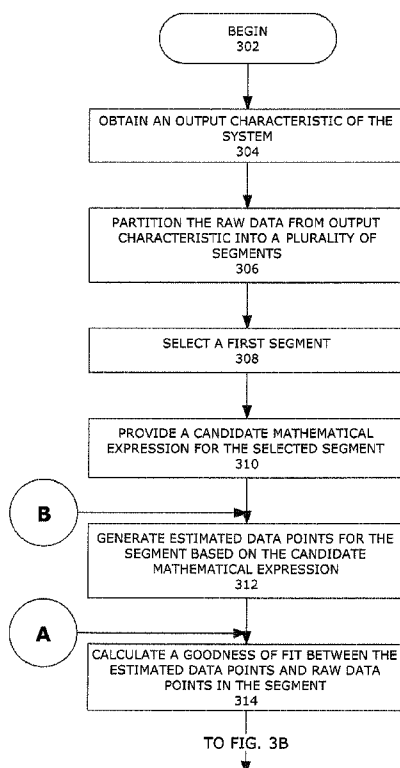 BEGIN
302
OBTAIN AN OUTPUT CHARACTERISTIC OF THE
SYSTEM
304
PARTITION THE RAW DATA FROM OUTPUT
CHARACTERISTIC INTO A PLURALITY OF
SEGMENTS
306
SELECT A FIRST SEGMENT
308
PROVIDE A CANDIDATE MATHEMATICAL
EXPRESSION FOR THE SELECTED SEGMENT
310
B
GENERATE ESTIMATED DATA POINTS FOR THE
SEGMENT BASED ON THE CANDIDATE
MATHEMATICAL EXPRESSION
312
A
CALCULATE A GOODNESS OF FIT BETWEEN THE
ESTIMATED DATA POINTS AND RAW DATA
POINTS IN THE SEGMENT
314
TO FIG. 3B